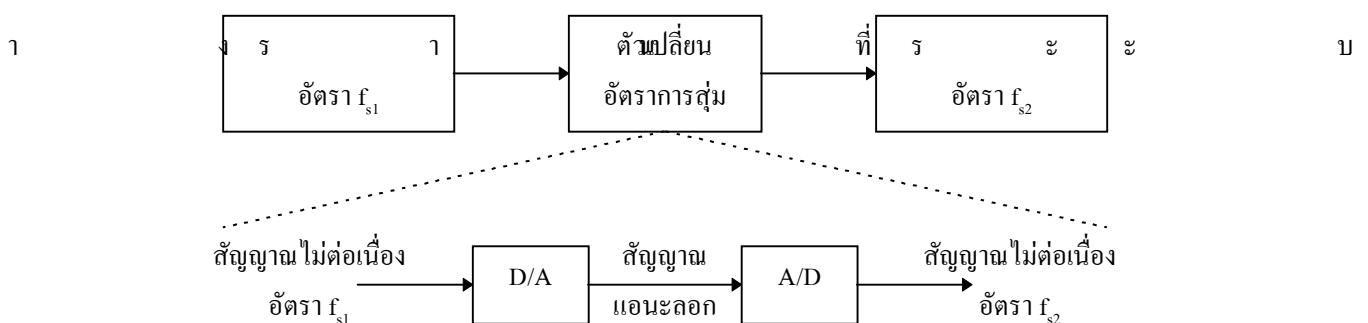 ตัวเปลี่ยน
อัตรา f_s1
อัตราการสุ่ม
อัตรา f_s2
สัญญาณไม่ต่อเนื่อง
อัตรา f_s1
D/A
สัญญาณ
แอนะลอก
A/D
สัญญาณไม่ต่อเนื่อง
อัตรา f_s2